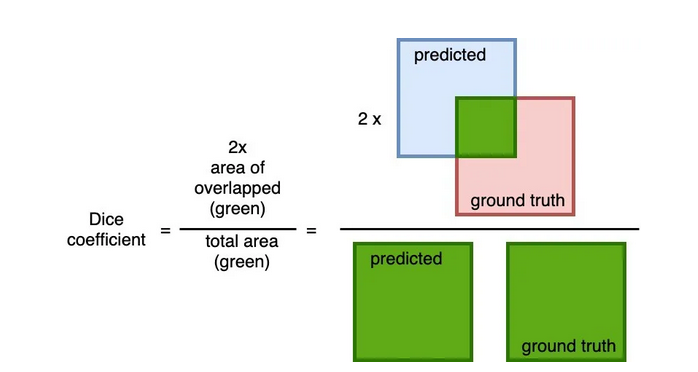 Dice
coefficient
=
2x
area of
overlapped
(green)
total area
(green)
=
2 x
predicted
ground truth
predicted
ground truth